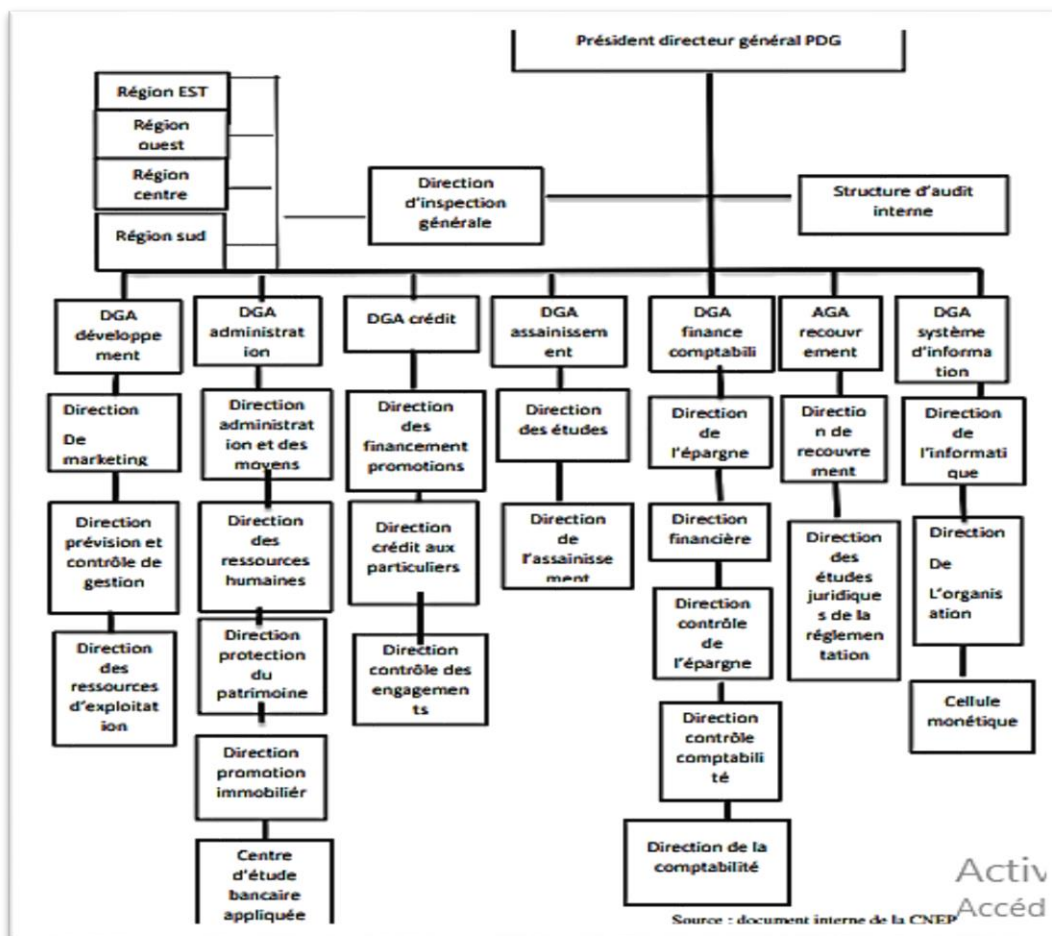 Président directeur général PDG
Région EST
Région
ouest
Région
centre
Région sud
Direction
d'inspection
générale
Structure d'audit
interne
DGA
développe
ment
Direction
De
marketing
Direction
prévision et
contrôle de
gestion
Direction
des
ressources
d'exploitat
ion
DGA
administrat
ion
Direction
administrat
ion et des
moyens
Direction
des
ressources
humaines
Direction
protection
du
patrimoine
Direction
promotion
immobiliér
Centre
d'étude
bancaire
appliquée
DGA crédit
Direction
des
financement
promotions
Direction
crédit aux
particuliers
Direction
contrôle des
engagemen
ts
DGA
assainissem
ent
Direction
des études
Direction
de
l'assainisse
ment
DGA
finance
comptabili
Direction
de
l'épargne
Direction
financière
Direction
contrôle
de
l'épargne
Direction
contrôle
comptabili
té
Direction de la
comptabilité
AGA
recouvr
ement
Directio
n de
recouvre
ment
Direction
des
études
juridique
s de la
réglemen
tation
DGA
système
d'informa
tion
Direction
de
l'informati
que
Direction
De
L'organis
ation
Cellule
monétique
Source : document interne de la CNEP
Activ
Accéd